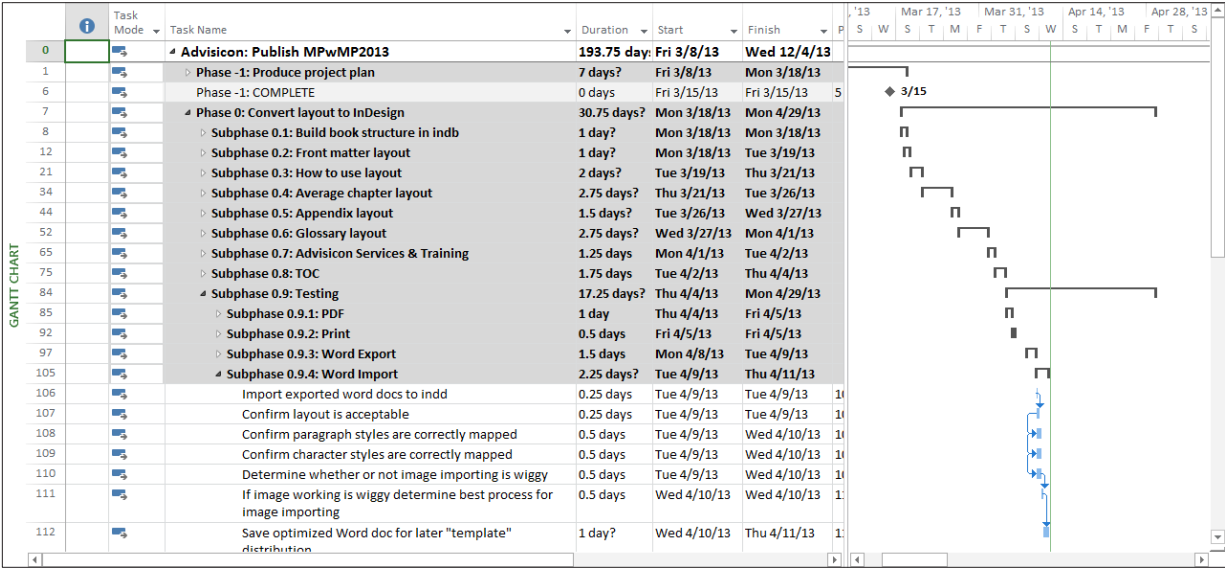 Task
Mode Task Name Duration Start Finish P , '13 Mar 17, '13 Mar 31, '13 Apr 14, '13 Apr 28, '13
S W M F T S W M F T S
0 Advisicon: Publish MPwMP2013 193.75 day Fri 3/8/13 Wed 12/4/13
1 Phase -1: Produce project plan 7 days? Fri 3/8/13 Mon 3/18/13
6 Phase -1: COMPLETE 0 days Fri 3/15/13 Fri 3/15/13 5 3/15
7 Phase 0: Convert layout to InDesign 30.75 days? Mon 3/18/13 Mon 4/29/13
8 Subphase 0.1: Build book structure in indb 1 day? Mon 3/18/13 Mon 3/18/13
12 Subphase 0.2: Front matter layout 1 day? Mon 3/18/13 Tue 3/19/13
21 Subphase 0.3: How to use layout 2 days? Tue 3/19/13 Thu 3/21/13
34 Subphase 0.4: Average chapter layout 2.75 days? Thu 3/21/13 Tue 3/26/13
44 Subphase 0.5: Appendix layout 1.5 days? Tue 3/26/13 Wed 3/27/13
52 Subphase 0.6: Glossary layout 2.75 days? Wed 3/27/13 Mon 4/1/13
65 Subphase 0.7: Advisicon Services & Training 1.25 days Mon 4/1/13 Tue 4/2/13
75 Subphase 0.8: TOC 1.75 days Tue 4/2/13 Thu 4/4/13
84 Subphase 0.9: Testing 17.25 days? Thu 4/4/13 Mon 4/29/13
85 Subphase 0.9.1: PDF 1 day Thu 4/4/13 Fri 4/5/13
92 Subphase 0.9.2: Print 0.5 days Fri 4/5/13 Fri 4/5/13
97 Subphase 0.9.3: Word Export 1.5 days Mon 4/8/13 Tue 4/9/13
105 Subphase 0.9.4: Word Import 2.25 days? Tue 4/9/13 Thu 4/11/13
106 Import exported word docs to indd 0.25 days Tue 4/9/13 Tue 4/9/13 10
107 Confirm layout is acceptable 0.25 days Tue 4/9/13 Tue 4/9/13 10
108 Confirm paragraph styles are correctly mapped 0.5 days Tue 4/9/13 Wed 4/10/13 10
109 Confirm character styles are correctly mapped 0.5 days Tue 4/9/13 Wed 4/10/13 10
110 Determine whether or not image importing is wiggy 0.5 days Tue 4/9/13 Wed 4/10/13 10
111 If image working is wiggy determine best process for 0.5 days Wed 4/10/13 Wed 4/10/13 11
image importing
112 Save optimized Word doc for later "template" 1 day? Wed 4/10/13 Thu 4/11/13 11
distribution
GANTT CHART